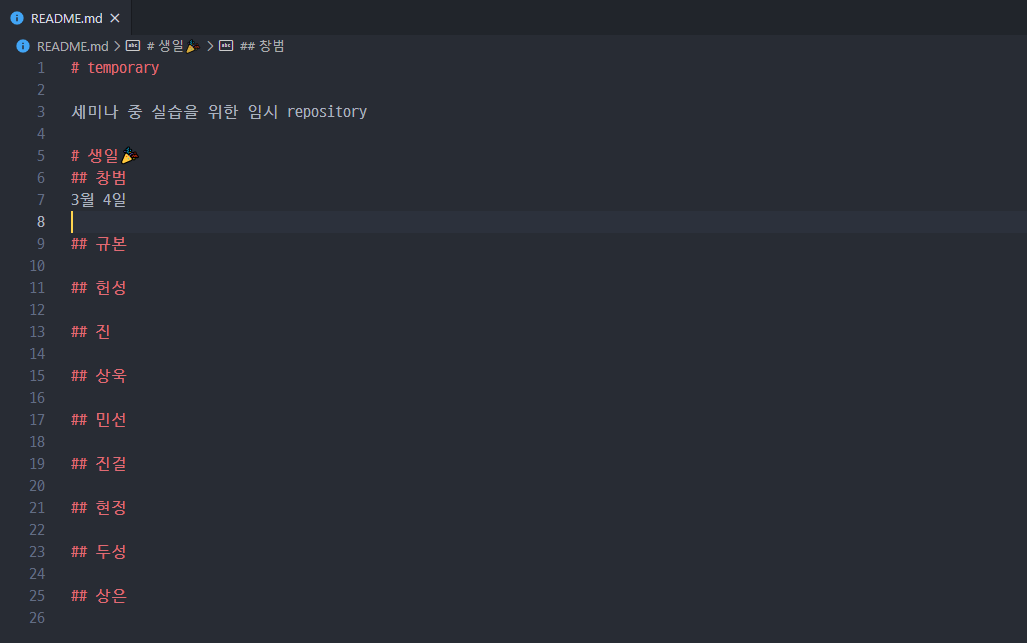 README.md
README.md > # 생일🎉 > ## 창범
1 # temporary
2
3 세미나 중 실습을 위한 임시 repository
4
5 # 생일🎉
6 ## 창범
7 3월 4일
8
9 ## 규본
10
11 ## 헌성
12
13 ## 진
14
15 ## 상욱
16
17 ## 민선
18
19 ## 진걸
20
21 ## 현정
22
23 ## 두성
24
25 ## 상은
26